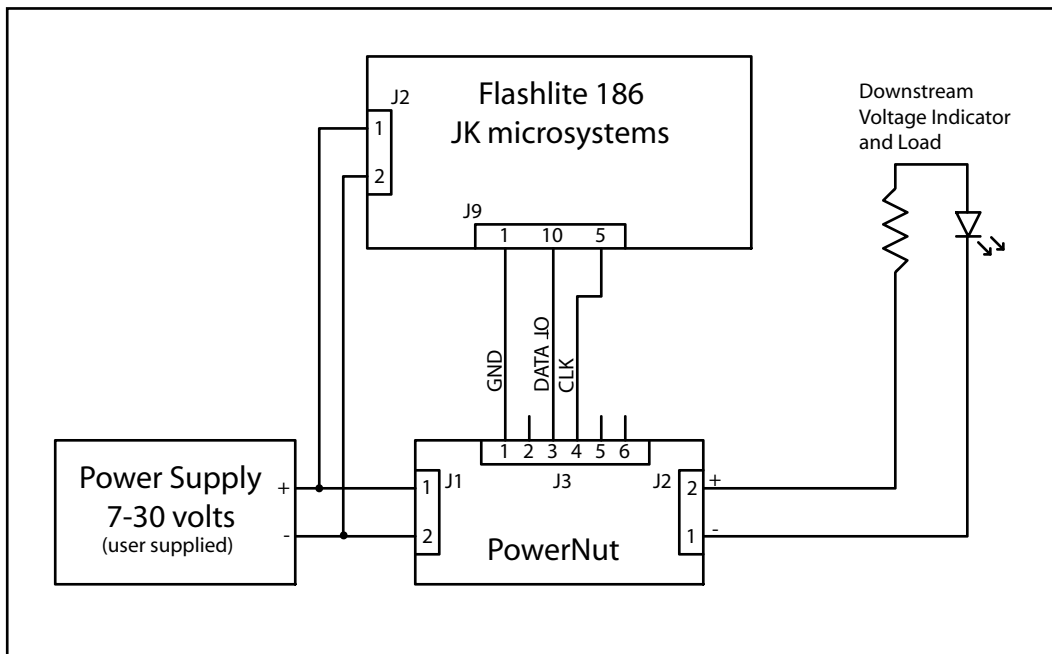 Flashlite 186
JK microsystems
J2
1
2
J9
1 10 5
Downstream
Voltage Indicator
and Load
GND
DATA_IO
CLK
Power Supply
7-30 volts
(user supplied)
+
-
J1
1
2
1 2 3 4 5 6
J3
J2
2
1
+
-
PowerNut